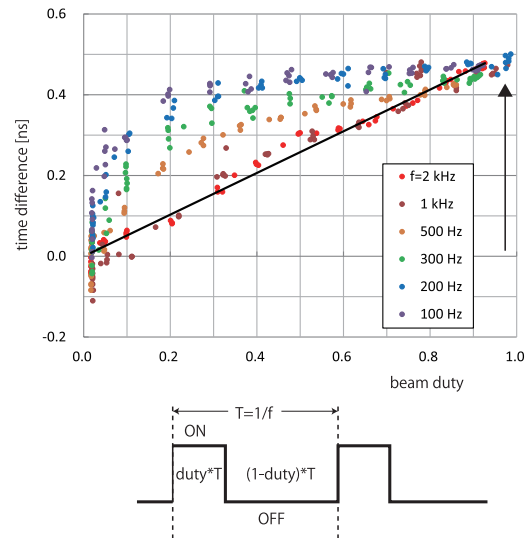 0.6
0.4
0.2
0.0
-0.2
time difference [ns]
f=2 kHz
1 kHz
500 Hz
300 Hz
200 Hz
100 Hz
0.0 0.2 0.4 0.6 0.8 1.0
beam duty
T=1/f
ON
duty*T (1-duty)*T
OFF